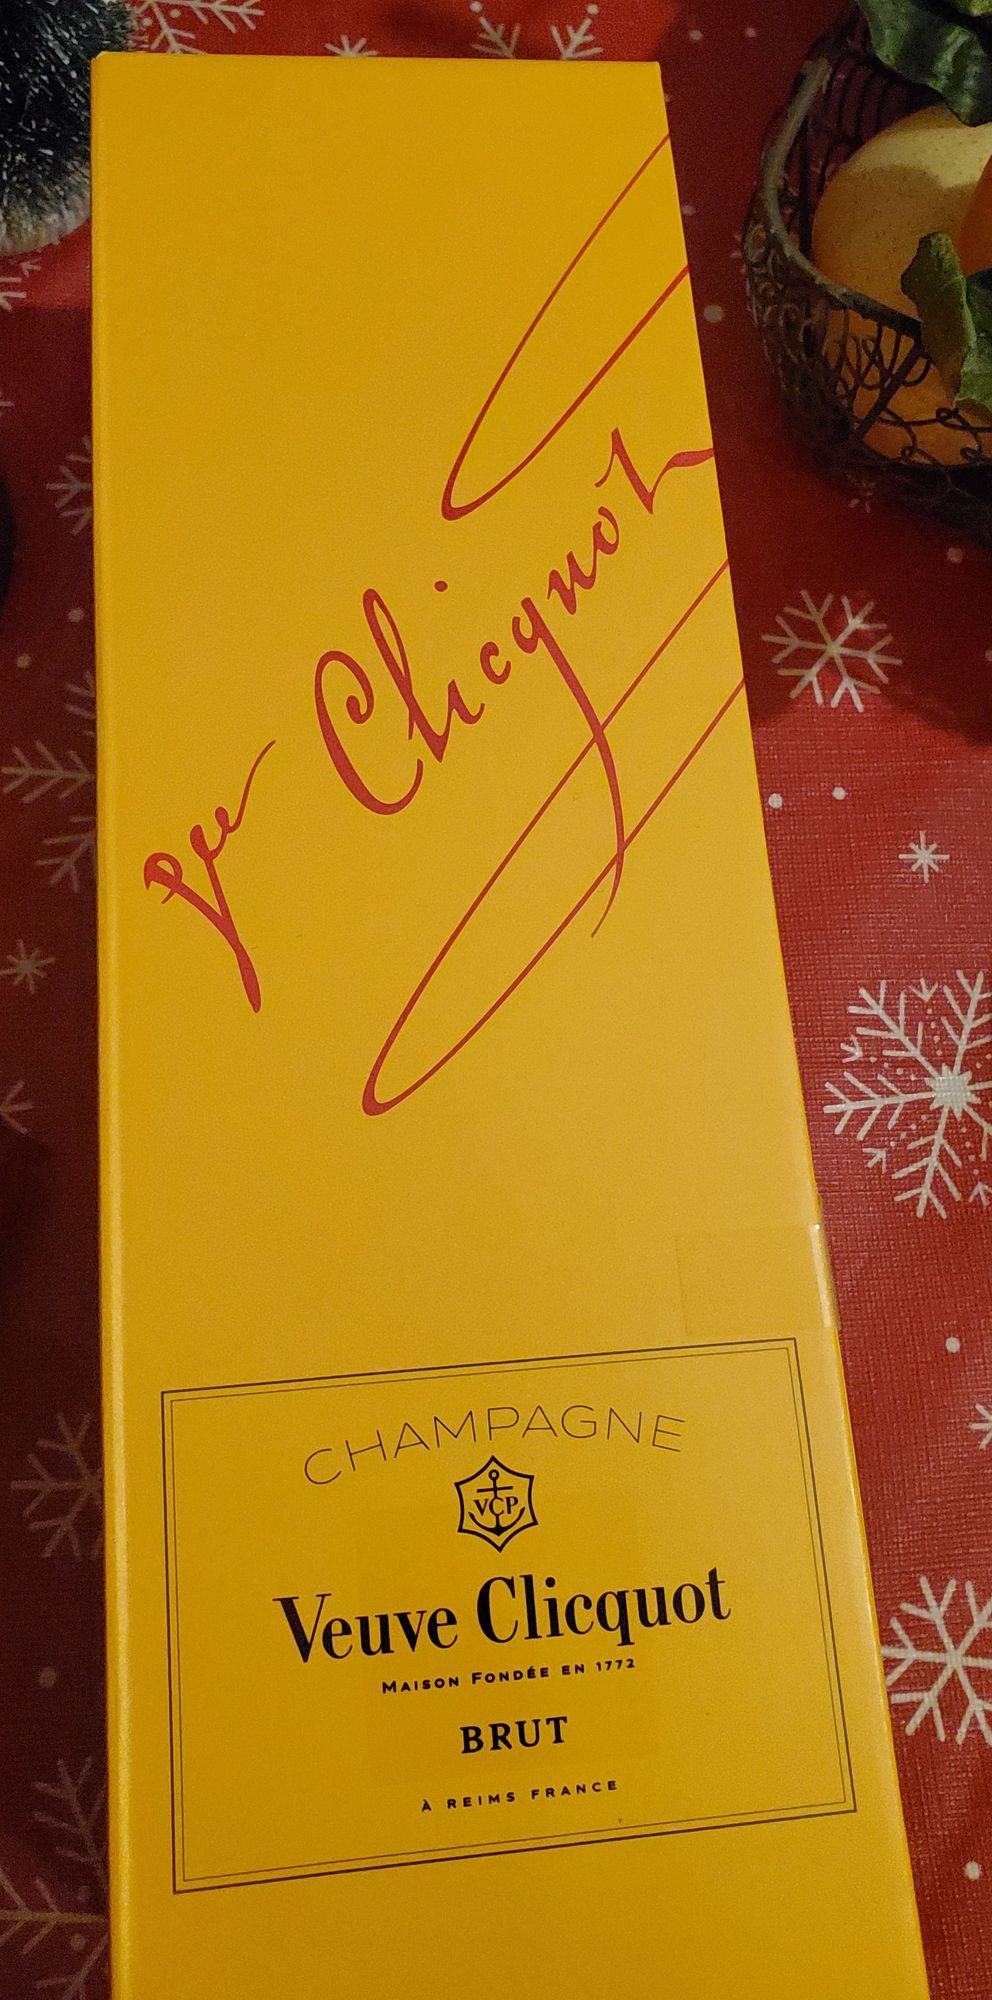 Vve Clicquot
CHAMPAGNE
VCP
Veuve Clicquot
MAISON FONDÉE EN 1772
BRUT
À REIMS FRANCE